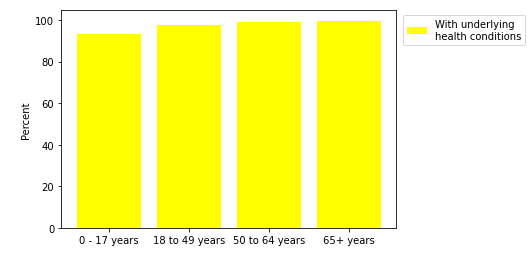 With underlying
health conditions
100
80
60
40
20
0
Percent
0 - 17 years
18 to 49 years
50 to 64 years
65+ years